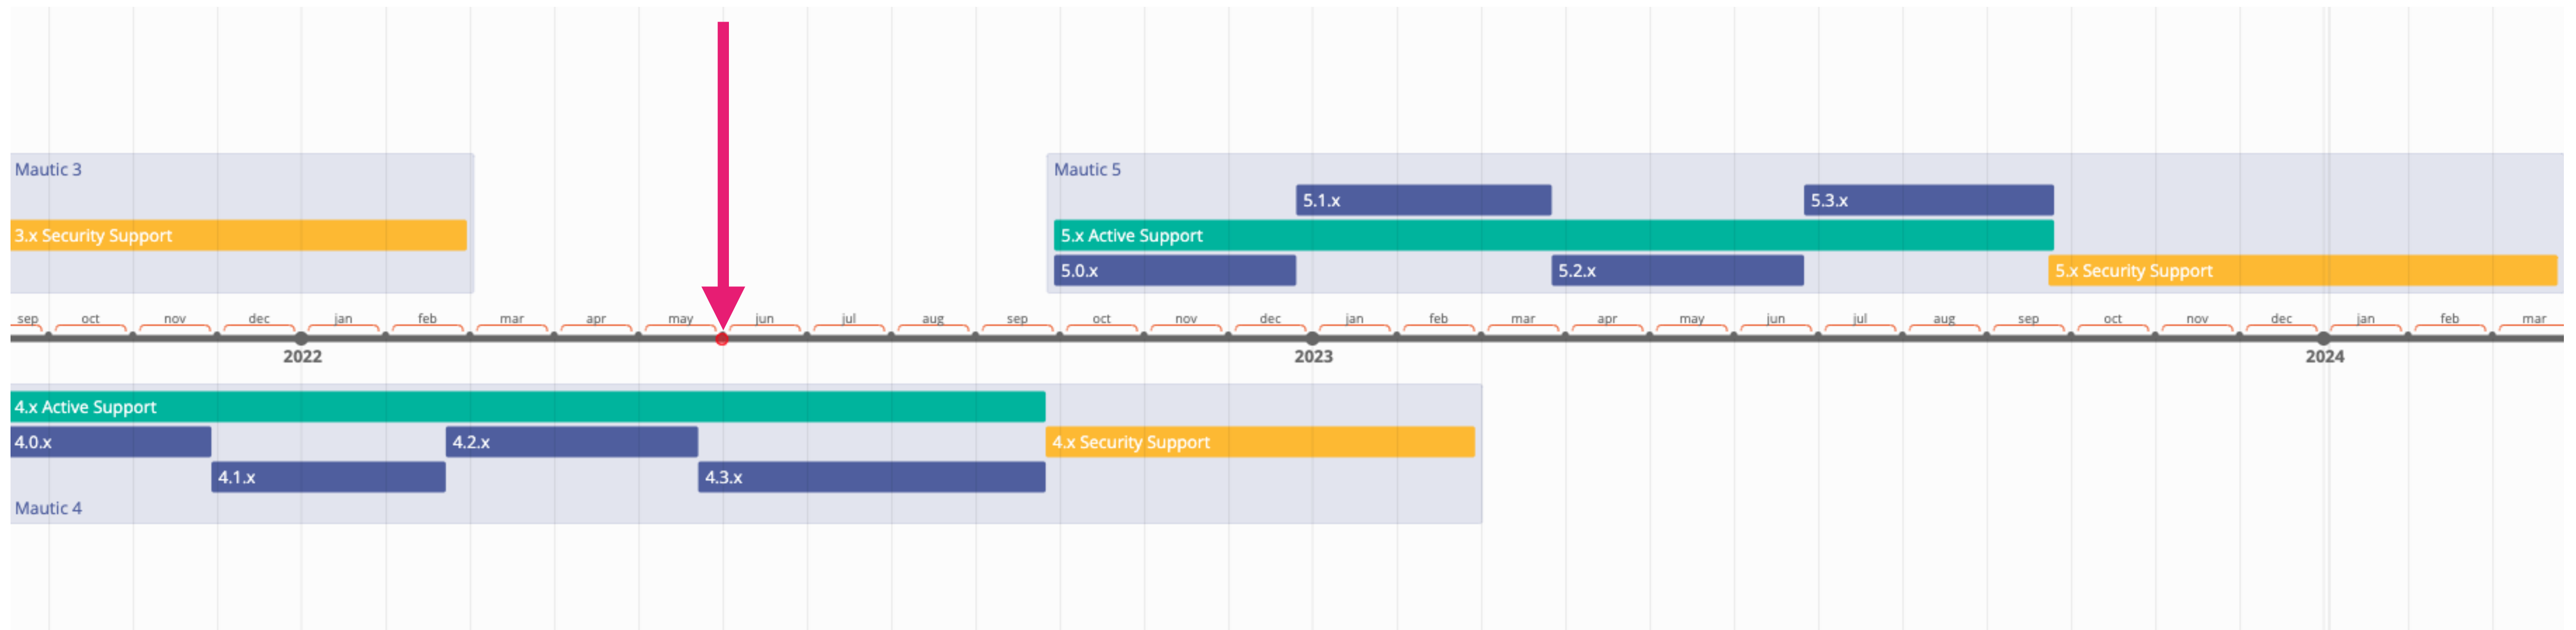 Mautic 3
Mautic 5
5.1.x
5.3.x
3.x Security Support
5.x Active Support
5.0.x
5.2.x
5.x Security Support
sep oct nov dec jan feb mar apr may jun jul aug sep oct nov dec jan feb mar apr may jun jul aug sep oct nov dec jan feb mar
2022 2023 2024
4.x Active Support
4.0.x
4.2.x
4.x Security Support
4.1.x
4.3.x
Mautic 4